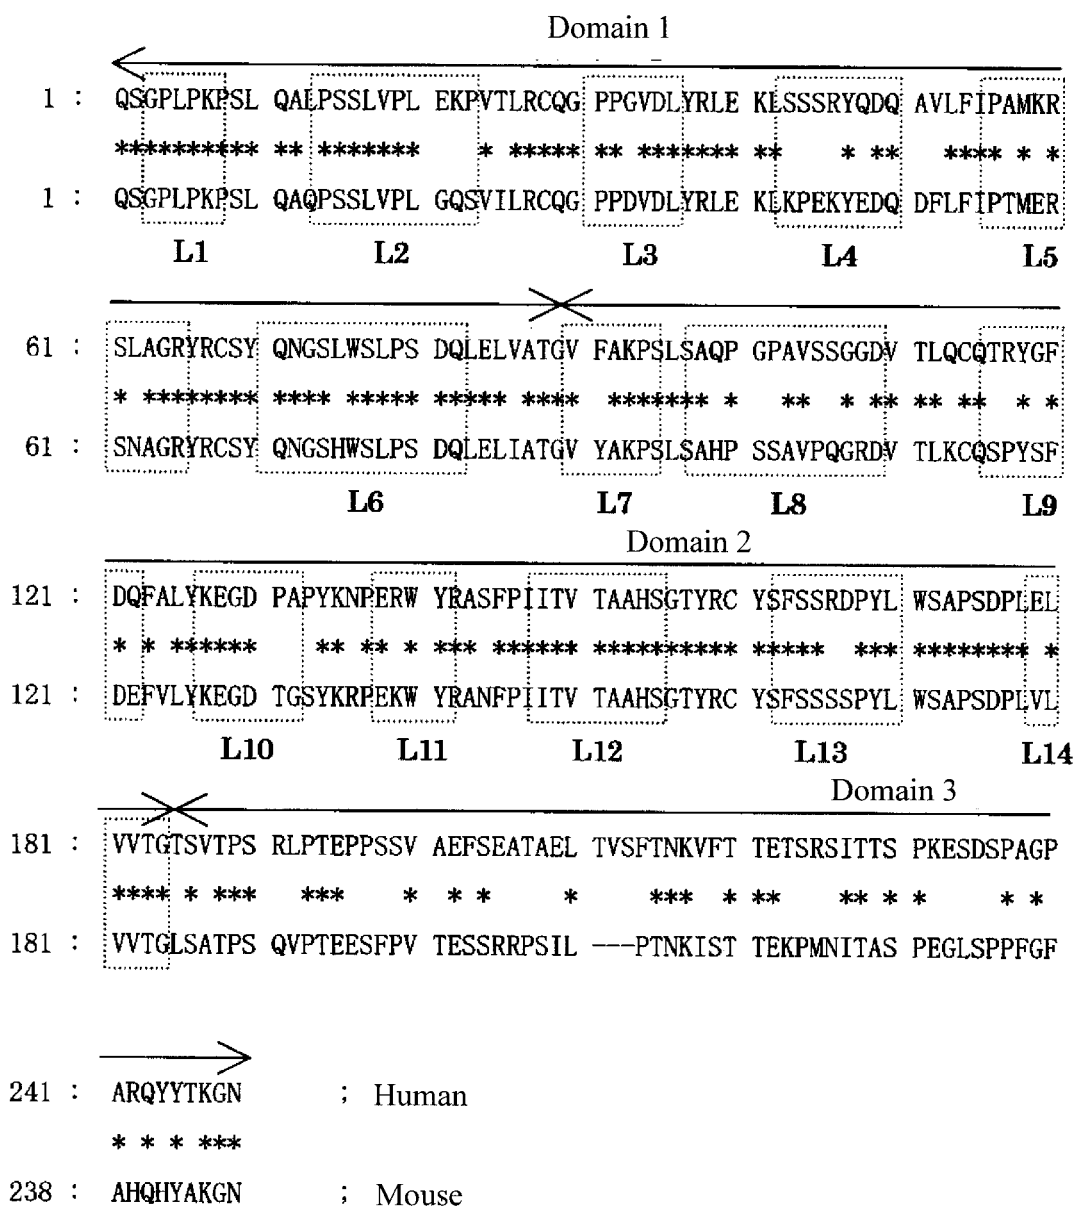 Domain 1
1 : QSGPLPKPSL QALPSSLVPL EKPVTLRCQG PPGVDLYRLE KLSSSRYQDQ AVLFIPAMKR
********** ** ******* * ***** ** ******** ** * ** **** * *
1 : QSGPLPKPSL QAQPSSLVPL GQSVILRCQG PPDVDLYRLE KLKPEKYEDQ DFLFIPTMER
L1 L2 L3 L4 L5
61 : SLAGRYRCSY QNGSLWSLPS DQLELVATGV FAKPSLSAQP GPAVSSGGDV TLQCQTRYGF
* ******** **** ***** ***** **** ******* * ** * ** ** ** * *
61 : SNAGRYRCSY QNGSHWSLPS DQLELIATGV YAKPSLSAHP SSAVPQGRDV TLKCQSPYSF
L6 L7 L8 L9
Domain 2
121 : DQFALYKEGD PAPYKNPERW YRASFPIITV TAAHSGTYRC YSFSSRDPYL WSAPSDPLEL
* * ****** ** ** * *** ***** ********** ***** *** ******** *
121 : DEFVLYKEGD TGSYKRPEKW YRANFPIITV TAAHSGTYRC YSFSSSSPYL WSAPSDPLVL
L10 L11 L12 L13 L14
Domain 3
181 : VVTGTSVTPS RLPTEPPSSV AEFSEATAEL TVSFTNKVFT TETSRSITTS PKESDSPAGP
**** * *** *** * * * * *** * ** ** * * * *
181 : VVTGLSATPS QVPTEESFPV TESSRRPSIL ---PTNKIST TEKPMNITAS PEGLSPPFGF
241 : ARQYYTKGN ; Human
* * * ***
238 : AHQHYAKGN ; Mouse